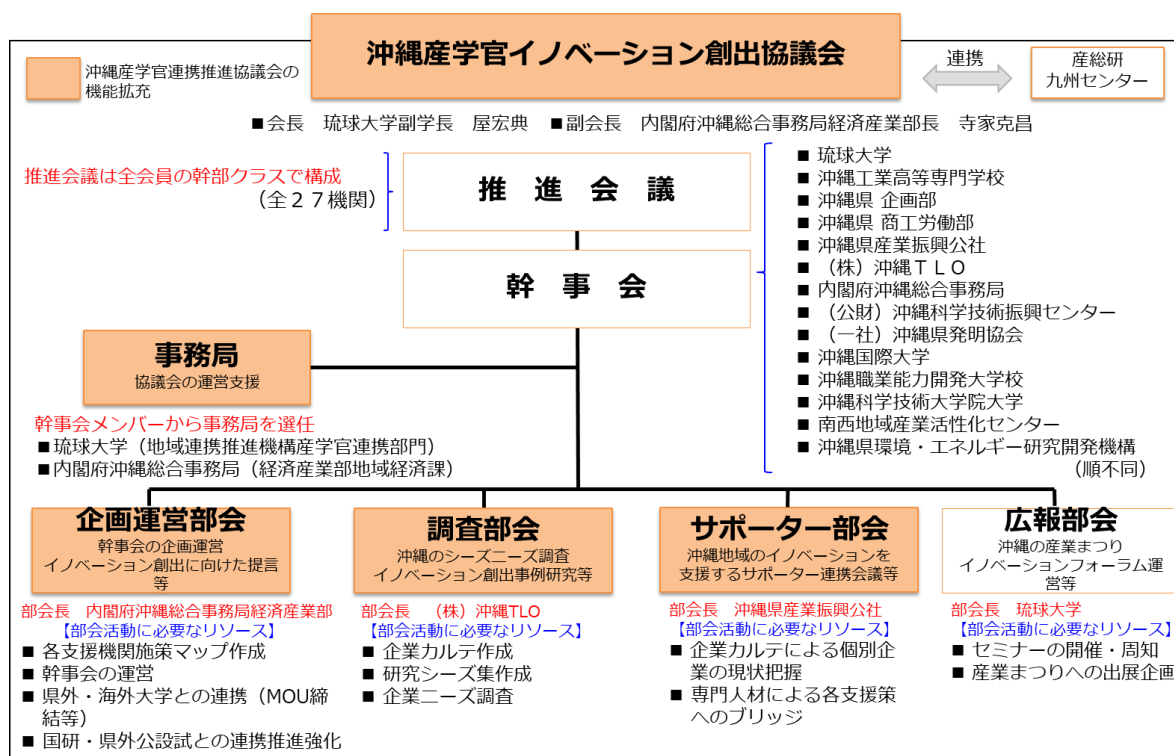 沖縄産学官イノベーション創出協議会
沖縄産学官連携推進協議会の
機能拡充
連携
産総研
九州センター
■会長 琉球大学副学長 屋宏典 ■副会長 内閣府沖縄総合事務局経済産業部長 寺家克昌
推進会議は全会員の幹部クラスで構成
（全２７機関）
推 進 会 議
幹 事 会
■ 琉球大学
■ 沖縄工業高等専門学校
■ 沖縄県 企画部
■ 沖縄県 商工労働部
■ 沖縄県産業振興公社
■ （株）沖縄ＴＬＯ
■ 内閣府沖縄総合事務局
■ （公財）沖縄科学技術振興センター
■ （一社）沖縄県発明協会
■ 沖縄国際大学
■ 沖縄職業能力開発大学校
■ 沖縄科学技術大学院大学
■ 南西地域産業活性化センター
■ 沖縄県環境・エネルギー研究開発機構
（順不同）
事務局
協議会の運営支援
幹事会メンバーから事務局を選任
■琉球大学（地域連携推進機構産学官連携部門）
■内閣府沖縄総合事務局（経済産業部地域経済課）
企画運営部会
幹事会の企画運営
イノベーション創出に向けた提言
等
部会長 内閣府沖縄総合事務局経済産業部
【部会活動に必要なリソース】
■ 各支援機関施策マップ作成
■ 幹事会の運営
■ 県外・海外大学との連携（MOU締
結等）
■ 国研・県外公設試との連携推進強化
調査部会
沖縄のシーズニーズ調査
イノベーション創出事例研究等
部会長 （株）沖縄TLO
【部会活動に必要なリソース】
■ 企業カルテ作成
■ 研究シーズ集作成
■ 企業ニーズ調査
サポーター部会
沖縄地域のイノベーションを
支援するサポーター連携会議等
部会長 沖縄県産業振興公社
【部会活動に必要なリソース】
■ 企業カルテによる個別企
業の現状把握
■ 専門人材による各支援策
へのブリッジ
広報部会
沖縄の産業まつり
イノベーションフォーラム運
営等
部会長 琉球大学
【部会活動に必要なリソース】
■ セミナーの開催・周知
■ 産業まつりへの出展企画